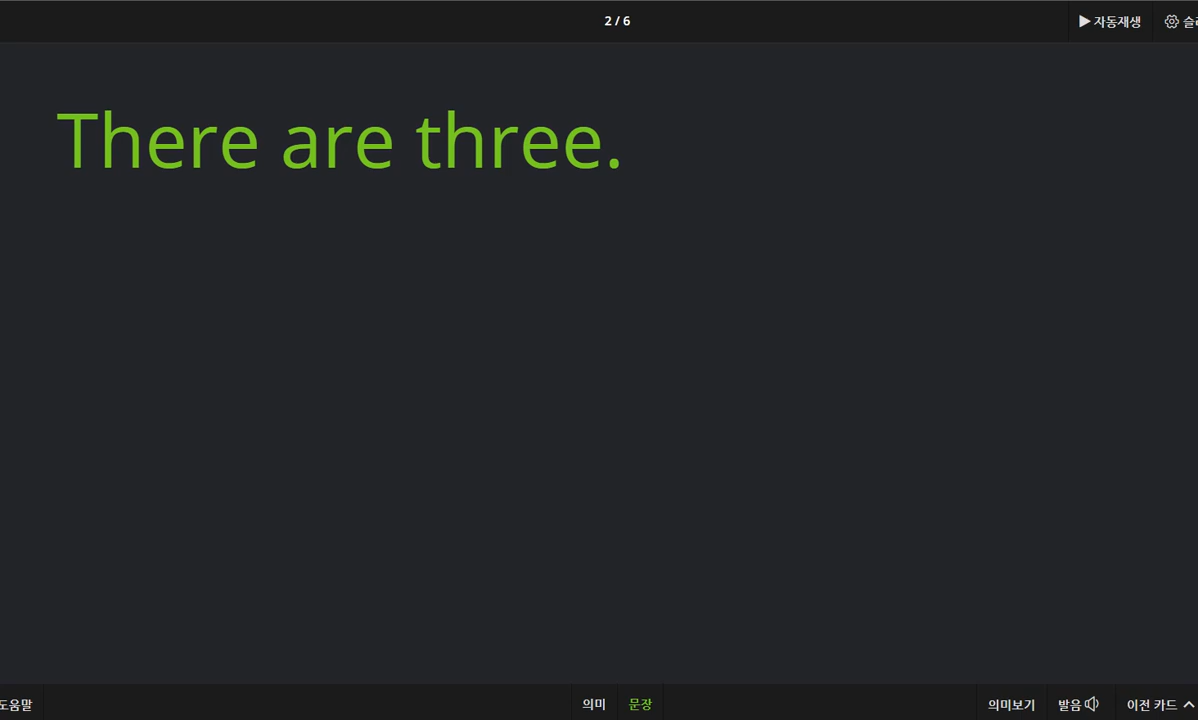 2 / 6
자동재생
There are three.
도움말
의미
문장
의미보기
발음
이전 카드